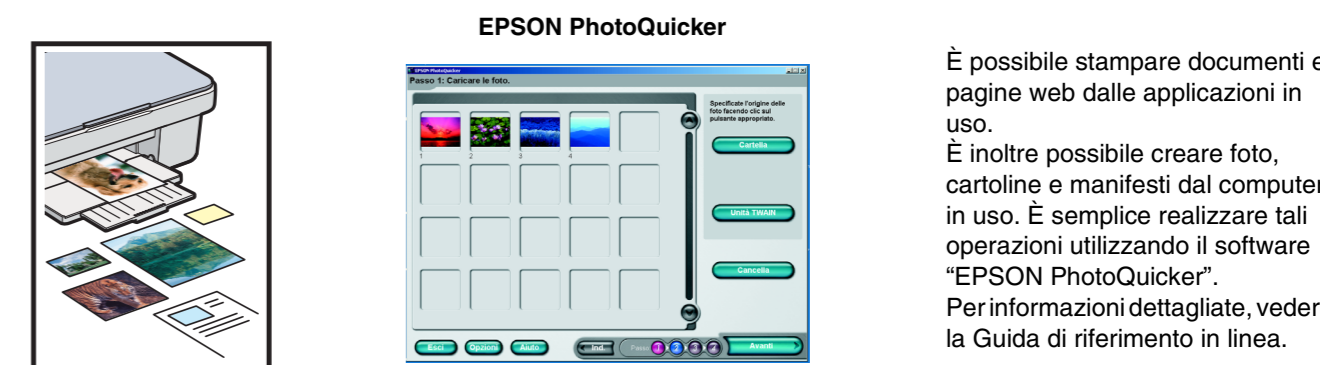 EPSON PhotoQuicker
EPSON PhotoQuicker
Passo 1: Caricare le foto.
Specificate l'origine delle
foto facendo clic sul
pulsante appropriato.
Cartella
Unità TWAIN
Cancella
1 2 3 4
Esci Opzioni Aiuto Ind. Passo 1 2 3 4 Avanti
È possibile stampare documenti e
pagine web dalle applicazioni in
uso.
È inoltre possibile creare foto,
cartoline e manifesti dal computer
in uso. È semplice realizzare tali
operazioni utilizzando il software
“EPSON PhotoQuicker”.
Per informazioni dettagliate, veder
la Guida di riferimento in linea.